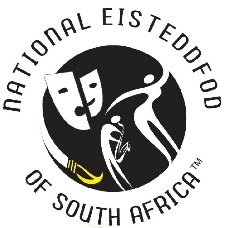 NATIONAL EISTEDDFOD
OF SOUTH AFRICA™